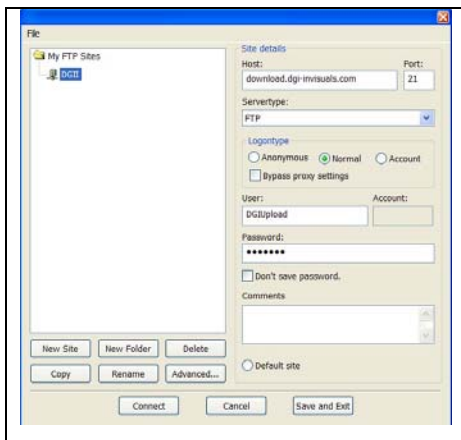 File
My FTP Sites
DGII
Site details
Host:
Port:
download.dgi-invisuals.com
21
Servertype:
FTP
Logontype
Anonymous
Normal
Account
Bypass proxy settings
User:
Account:
DGIUpload
Password:
•••••••
Don't save password.
Comments
New Site
New Folder
Delete
Copy
Rename
Advanced...
Default site
Connect
Cancel
Save and Exit